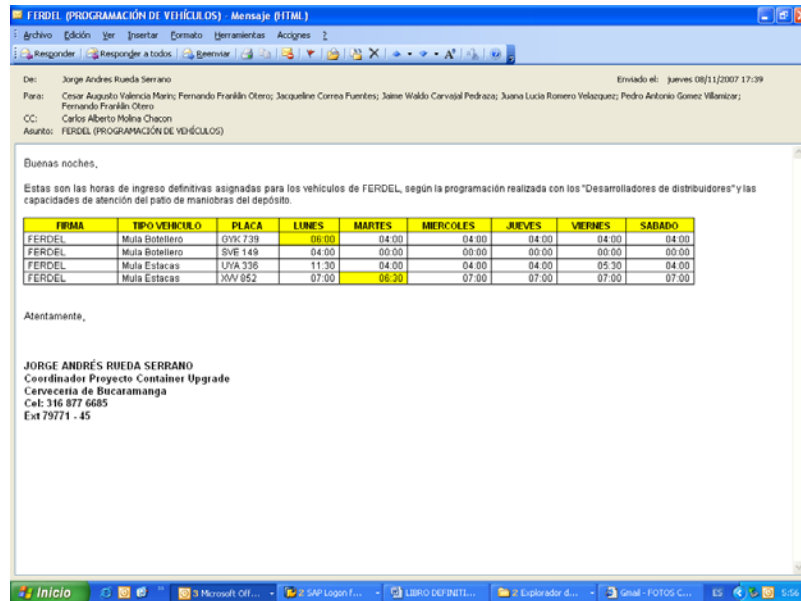 FERDEL (PROGRAMACIÓN DE VEHÍCULOS) - Mensaje (HTML)
Archivo Edición Ver Insertar Formato Herramientas Acciones ?
Responder Responder a todos Reenviar
De: Jorge Andres Rueda Serrano Enviado el: jueves 08/11/2007 17:39
Para: Cesar Augusto Valencia Marin; Fernando Franklin Otero; Jacqueline Correa Fuentes; Jaime Waldo Carvajal Pedraza; Juana Lucia Romero Velazquez; Pedro Antonio Gomez Villamizar;
Fernando Franklin Otero
CC: Carlos Alberto Molina Chacon
Asunto: FERDEL (PROGRAMACIÓN DE VEHÍCULOS)
Buenas noches,
Estas son las horas de ingreso definitivas asignadas para los vehículos de FERDEL, según la programación realizada con los "Desarrolladores de distribuidores" y las
capacidades de atención del patio de maniobras del depósito.
FIRMA TIPO VEHICULO PLACA LUNES MARTES MIERCOLES JUEVES VIERNES SABADO
FERDEL Mula Botellero GVK 739 06:00 04:00 04:00 04:00 04:00 04:00
FERDEL Mula Botellero SVE 149 04:00 00:00 00:00 00:00 00:00 00:00
FERDEL Mula Estacas UYA 336 11:30 04:00 04:00 04:00 05:30 04:00
FERDEL Mula Estacas XVV 852 07:00 06:30 07:00 07:00 07:00 07:00
Atentamente,
JORGE ANDRÉS RUEDA SERRANO
Coordinador Proyecto Container Upgrade
Cervecería de Bucaramanga
Cel: 316 877 6685
Ext 79771 - 45
Inicio 3 Microsoft Off... 2 SAP Logon f... LIBRO DEFINITI... 2 Explorador d... Gmail - FOTOS C... ES 5:56